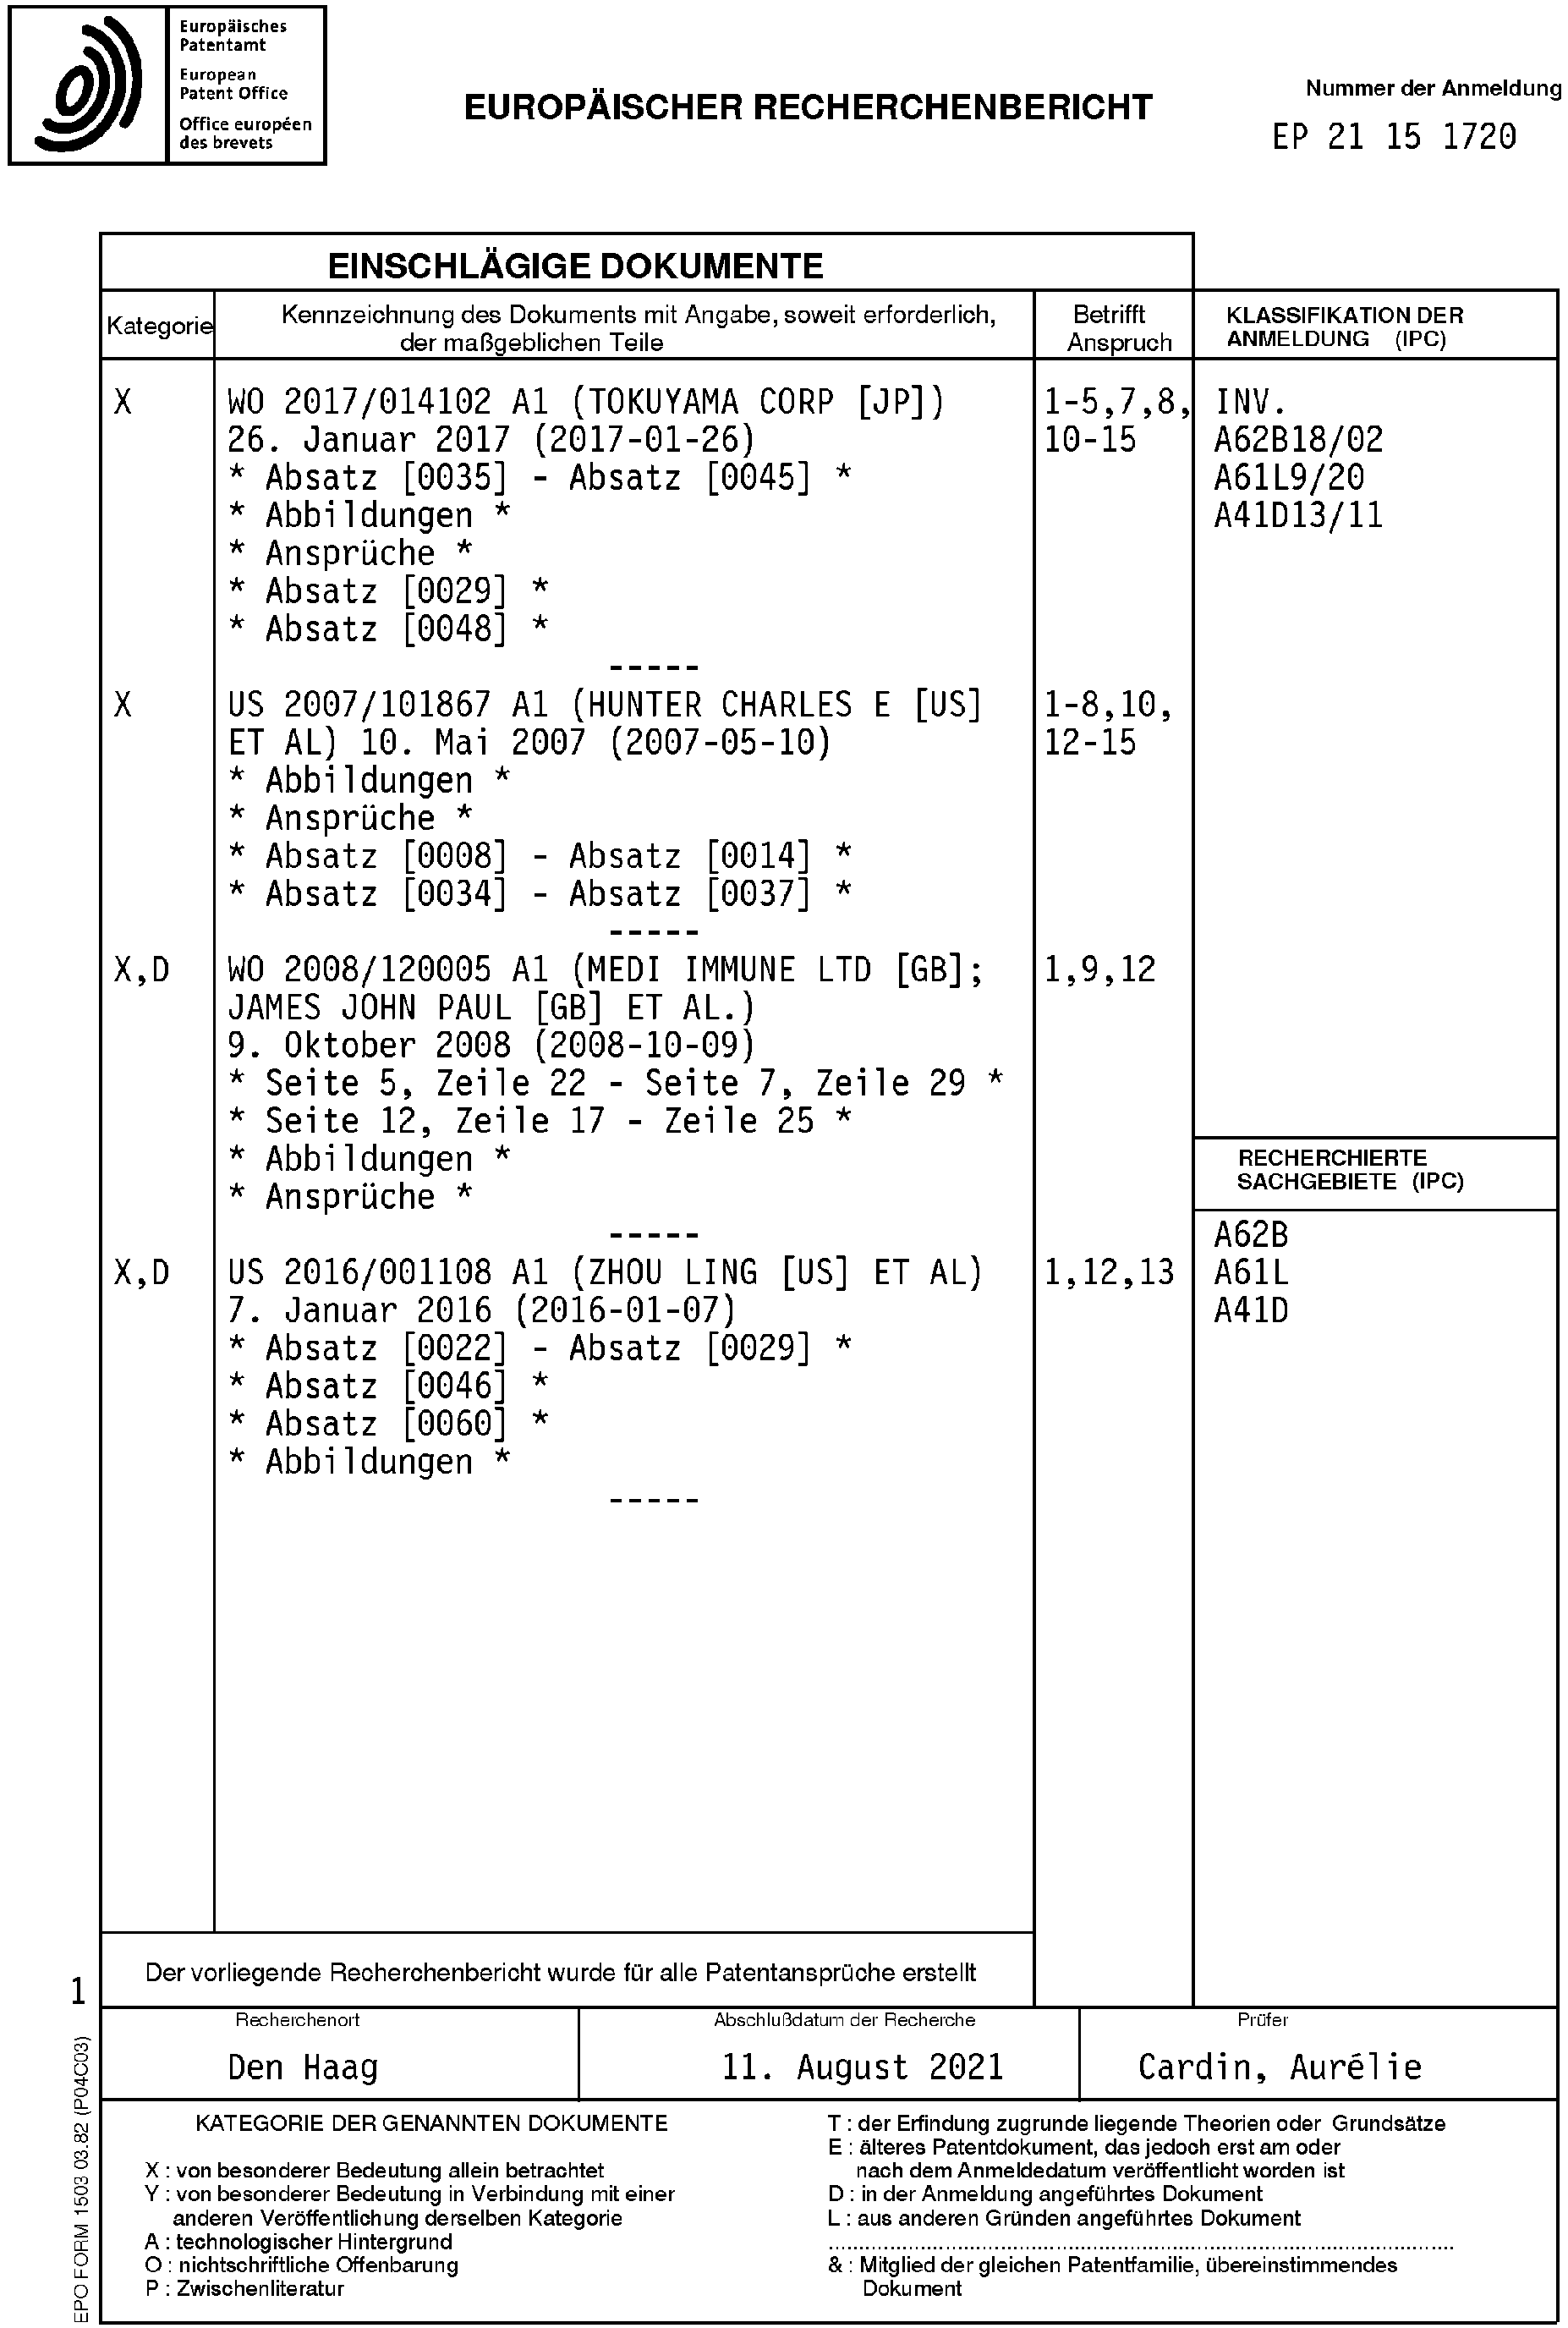 Europäisches
Patentamt
European
Patent Office
Office européen
des brevets
EUROPÄISCHER RECHERCHENBERICHT
Nummer der Anmeldung
EP 21 15 1720
EINSCHLÄGIGE DOKUMENTE
Kategorie
Kennzeichnung des Dokuments mit Angabe, soweit erforderlich,
der maßgeblichen Teile
Betrifft
Anspruch
KLASSIFIKATION DER
ANMELDUNG (IPC)
X
WO 2017/014102 A1 (TOKUYAMA CORP [JP])
26. Januar 2017 (2017-01-26)
* Absatz [0035] - Absatz [0045] *
* Abbildungen *
* Ansprüche *
* Absatz [0029] *
* Absatz [0048] *
-----
1-5,7,8,
10-15
INV.
A62B18/02
A61L9/20
A41D13/11
X
US 2007/101867 A1 (HUNTER CHARLES E [US]
ET AL) 10. Mai 2007 (2007-05-10)
* Abbildungen *
* Ansprüche *
* Absatz [0008] - Absatz [0014] *
* Absatz [0034] - Absatz [0037] *
-----
1-8,10,
12-15
X,D
WO 2008/120005 A1 (MEDI IMMUNE LTD [GB];
JAMES JOHN PAUL [GB] ET AL.)
9. Oktober 2008 (2008-10-09)
* Seite 5, Zeile 22 - Seite 7, Zeile 29 *
* Seite 12, Zeile 17 - Zeile 25 *
* Abbildungen *
* Ansprüche *
-----
1,9,12
X,D
US 2016/001108 A1 (ZHOU LING [US] ET AL)
7. Januar 2016 (2016-01-07)
* Absatz [0022] - Absatz [0029] *
* Absatz [0046] *
* Absatz [0060] *
* Abbildungen *
-----
1,12,13
RECHERCHIERTE
SACHGEBIETE (IPC)
A62B
A61L
A41D
Der vorliegende Recherchenbericht wurde für alle Patentansprüche erstellt
1
Recherchenort
Den Haag
Abschlußdatum der Recherche
11. August 2021
Prüfer
Cardin, Aurélie
EPO FORM 1503 03.82 (P04C03)
KATEGORIE DER GENANNTEN DOKUMENTE
X : von besonderer Bedeutung allein betrachtet
Y : von besonderer Bedeutung in Verbindung mit einer
anderen Veröffentlichung derselben Kategorie
A : technologischer Hintergrund
O : nichtschriftliche Offenbarung
P : Zwischenliteratur
T : der Erfindung zugrunde liegende Theorien oder Grundsätze
E : älteres Patentdokument, das jedoch erst am oder
nach dem Anmeldedatum veröffentlicht worden ist
D : in der Anmeldung angeführtes Dokument
L : aus anderen Gründen angeführtes Dokument
& : Mitglied der gleichen Patentfamilie, übereinstimmendes
Dokument